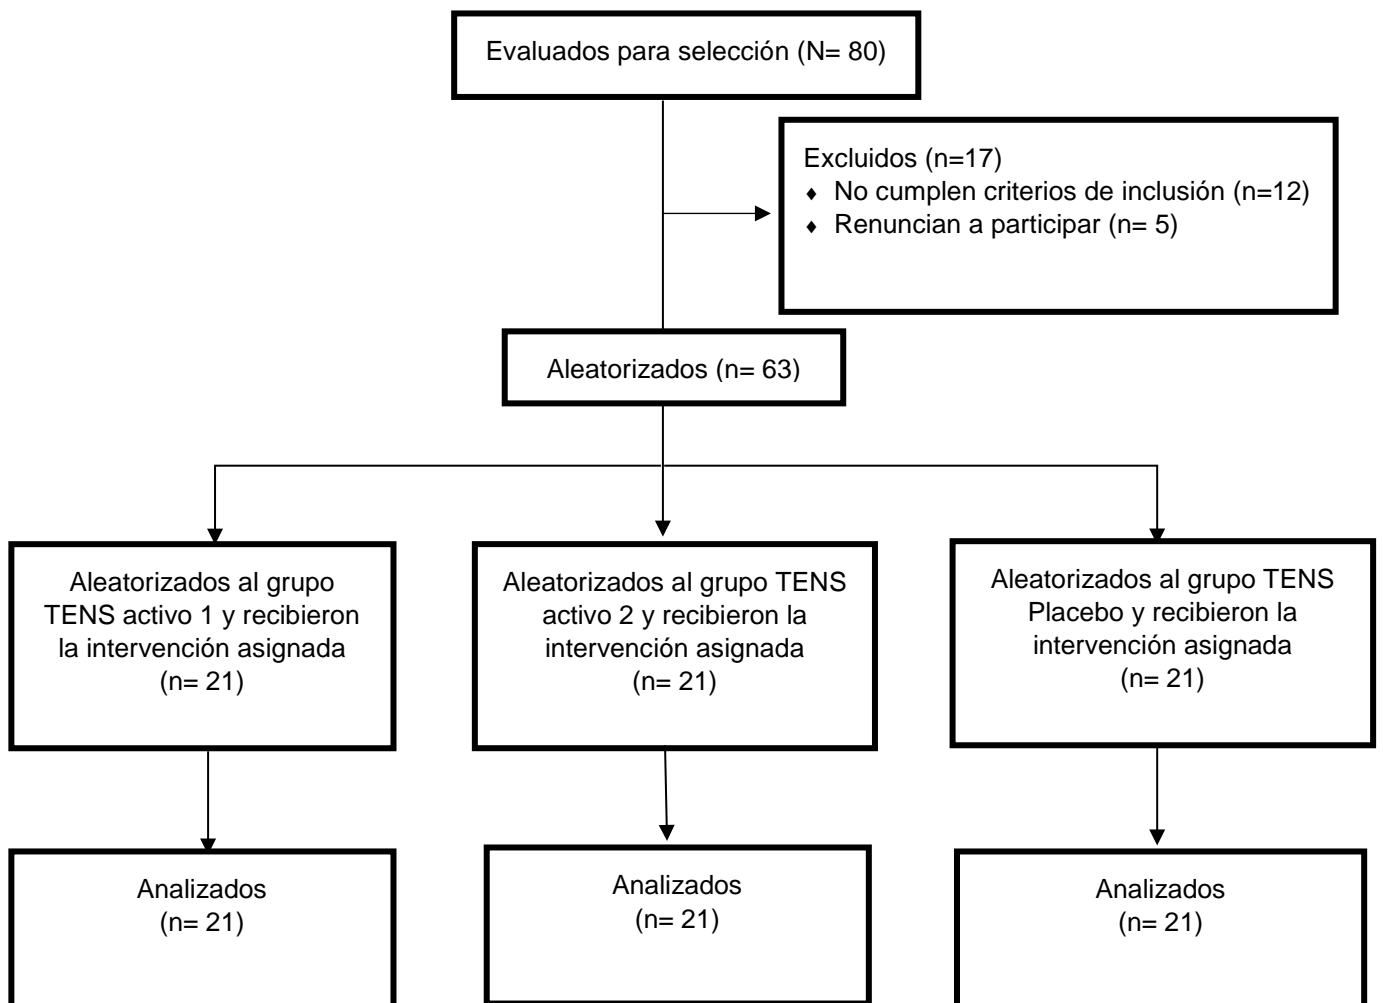 Evaluados para selección (N= 80)
Excluidos (n=17)
♦ No cumplen criterios de inclusión (n=12)
♦ Renuncian a participar (n= 5)
Aleatorizados (n= 63)
Aleatorizados al grupo
TENS activo 1 y recibieron
la intervención asignada
(n= 21)
Aleatorizados al grupo TENS
activo 2 y recibieron la
intervención asignada
(n= 21)
Aleatorizados al grupo TENS
Placebo y recibieron la
intervención asignada
(n= 21)
Analizados
(n= 21)
Analizados
(n= 21)
Analizados
(n= 21)